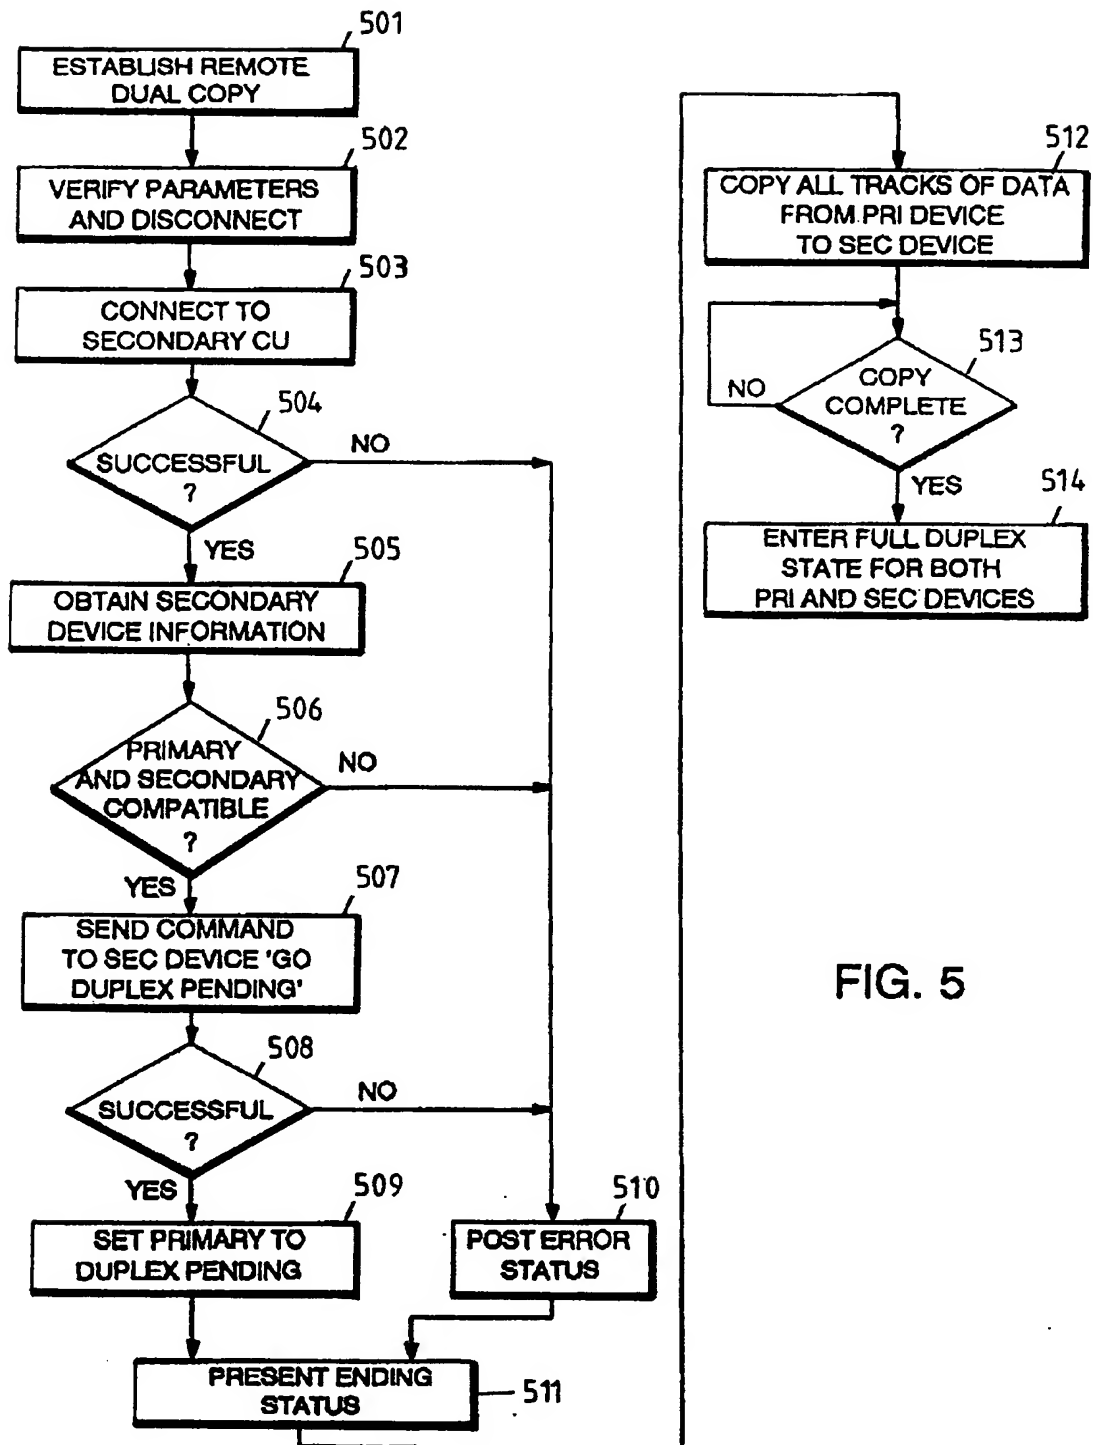 501
ESTABLISH REMOTE
DUAL COPY
502
VERIFY PARAMETERS
AND DISCONNECT
503
CONNECT TO
SECONDARY CU
504
SUCCESSFUL
?
NO
YES
505
OBTAIN SECONDARY
DEVICE INFORMATION
506
PRIMARY
AND SECONDARY
COMPATIBLE
?
NO
YES
507
SEND COMMAND
TO SEC DEVICE 'GO
DUPLEX PENDING'
508
SUCCESSFUL
?
NO
YES
509
SET PRIMARY TO
DUPLEX PENDING
510
POST ERROR
STATUS
PRESENT ENDING
STATUS
511
512
COPY ALL TRACKS OF DATA
FROM PRI DEVICE
TO SEC DEVICE
513
COPY
COMPLETE
?
NO
YES
514
ENTER FULL DUPLEX
STATE FOR BOTH
PRI AND SEC DEVICES
FIG. 5